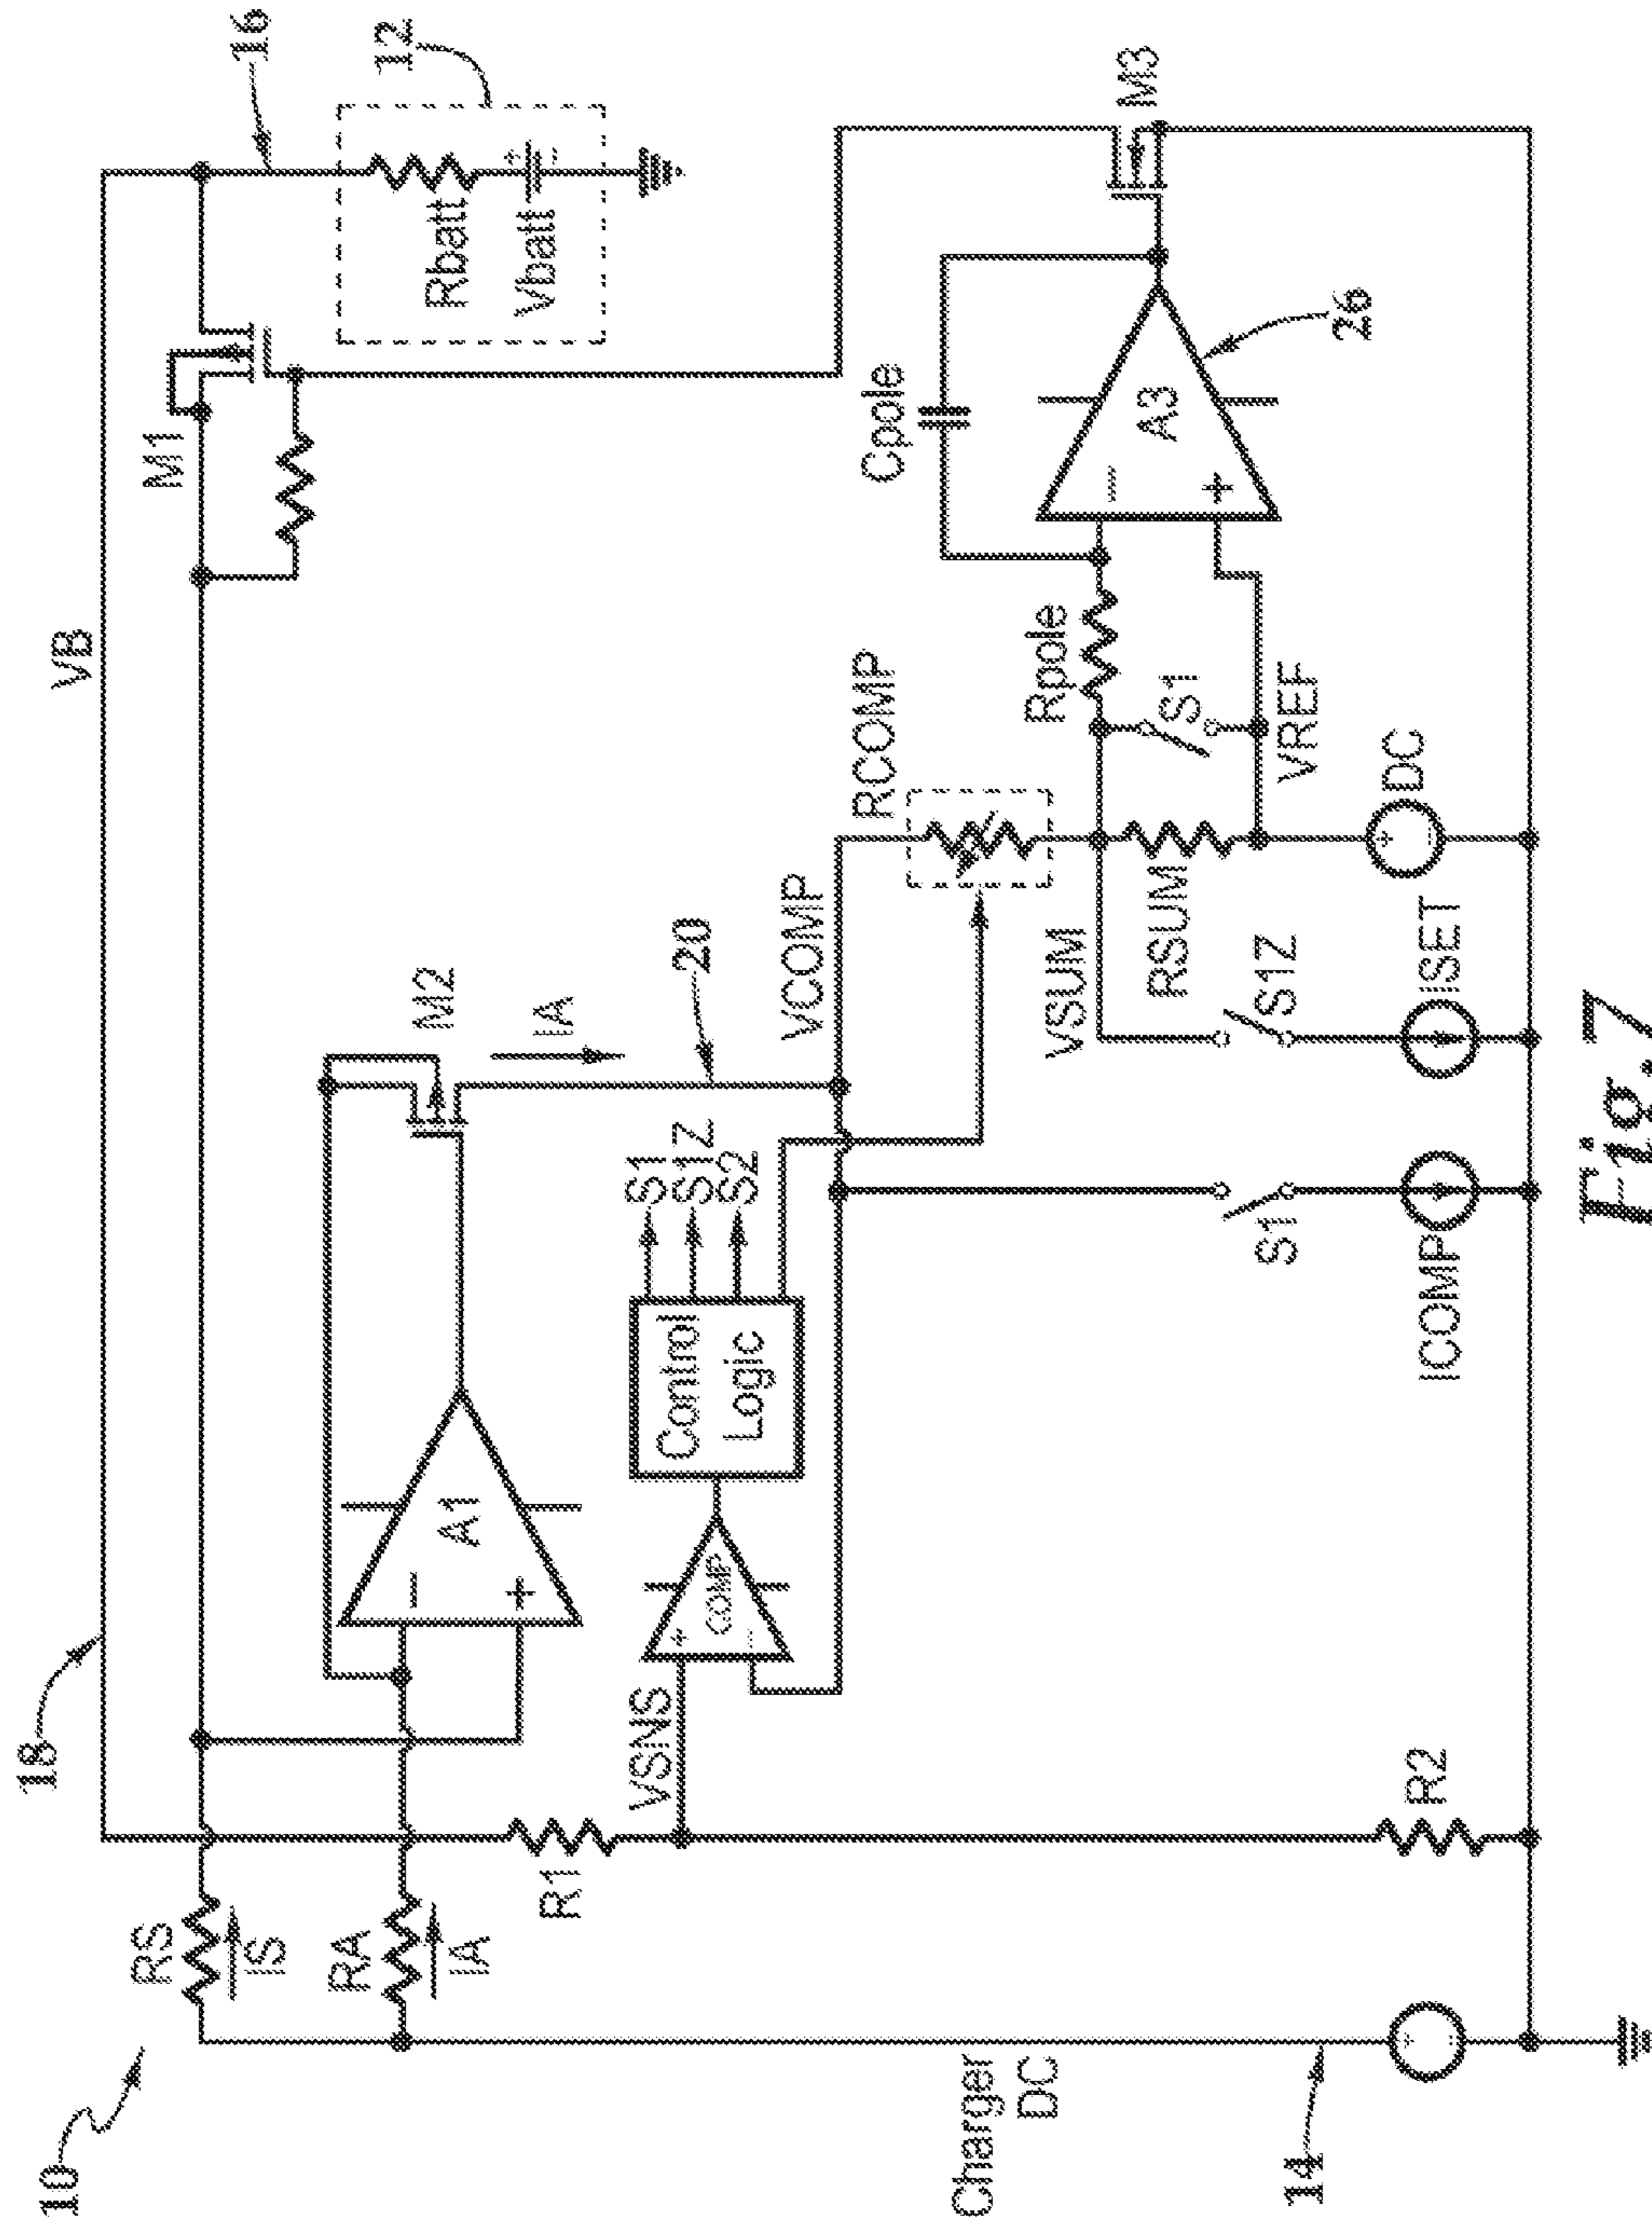 10
18
VB
16
12
RS
IS
RA
IA
M1
Rbatt
Vbatt
+
-
A1
-
+
M2
IA
20
R1
VSNS
COMP
+
-
Control
Logic
S1
S1Z
S2
VCOMP
RCOMP
Cpole
M3
VSUM
RSUM
Rpole
S1
A3
-
+
26
VREF
Charger
DC
14
R2
S1
ICOMP
S1Z
ISET
DC
+
-
Fig.7